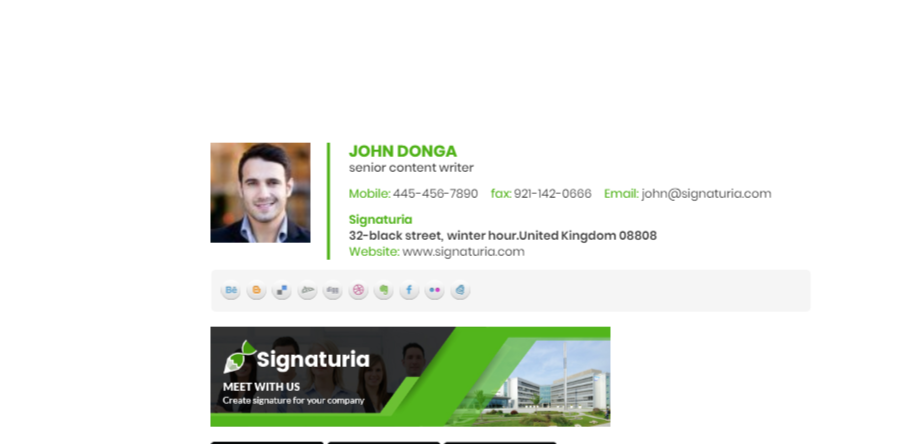 JOHN DONGA
senior content writer
Mobile: 445-456-7890 fax: 921-142-0666 Email: john@signaturia.com
Signaturia
32-black street, winter hour.United Kingdom 08808
Website: www.signaturia.com
Bē
Signaturia
MEET WITH US
Create signature for your company